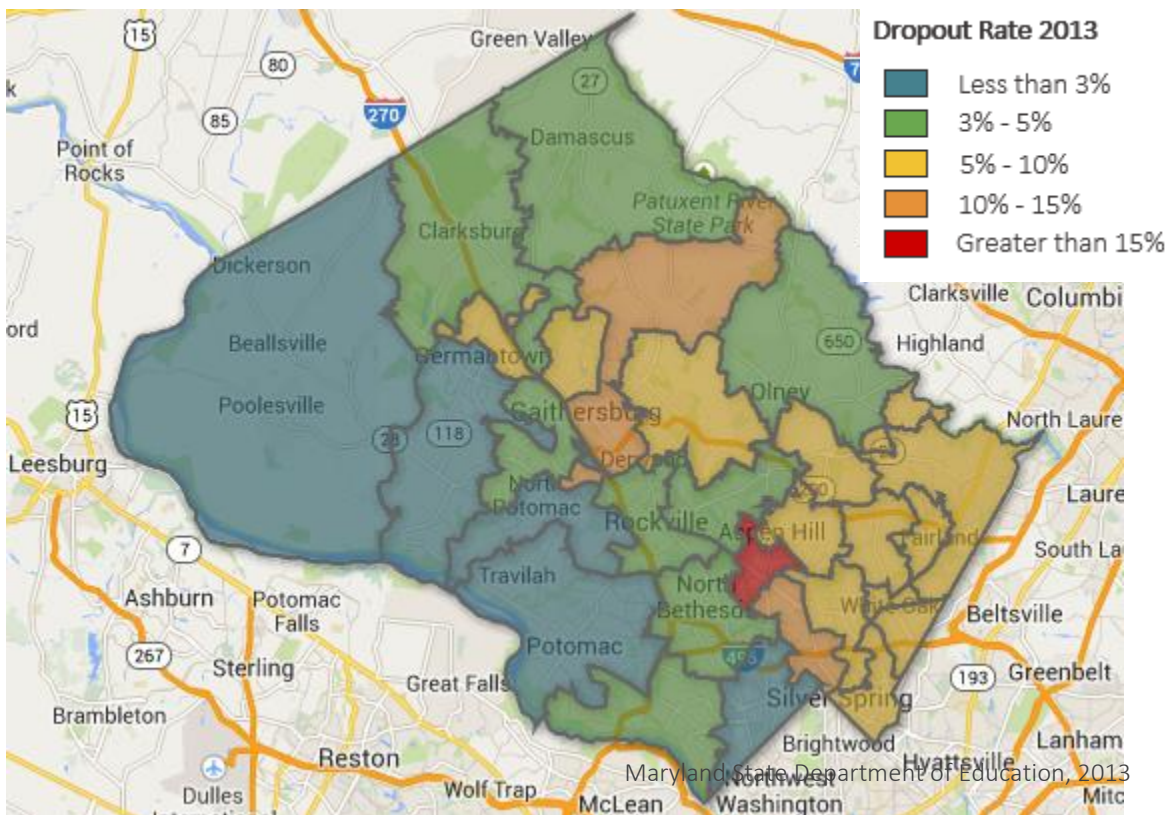 Dropout Rate 2013
Less than 3%
3% - 5%
5% - 10%
10% - 15%
Greater than 15%
15
Green Valley
80
27
270
85
Damascus
Point of
Rocks
Patuxent River
State Park
Clarksburg
Dickerson
Clarksville
Columbi
ord
Beallsville
650
Highland
Germantown
Poolesville
Olney
15
Gaithersburg
North Laure
28
118
Leesburg
North
Potomac
Rockville
Laure
Aspen Hill
Fairland
7
South La
Travilah
North
Bethesda
Ashburn
Potomac
Falls
White Oak
Beltsville
267
Potomac
495
Sterling
Great Falls
193
Greenbelt
Silver Spring
Brambleton
Brightwood
Lanham
Reston
Hyattsville
Maryland State Department of Education, 2013
Dulles
Wolf Trap
McLean
Northwest
Washington
Mitc